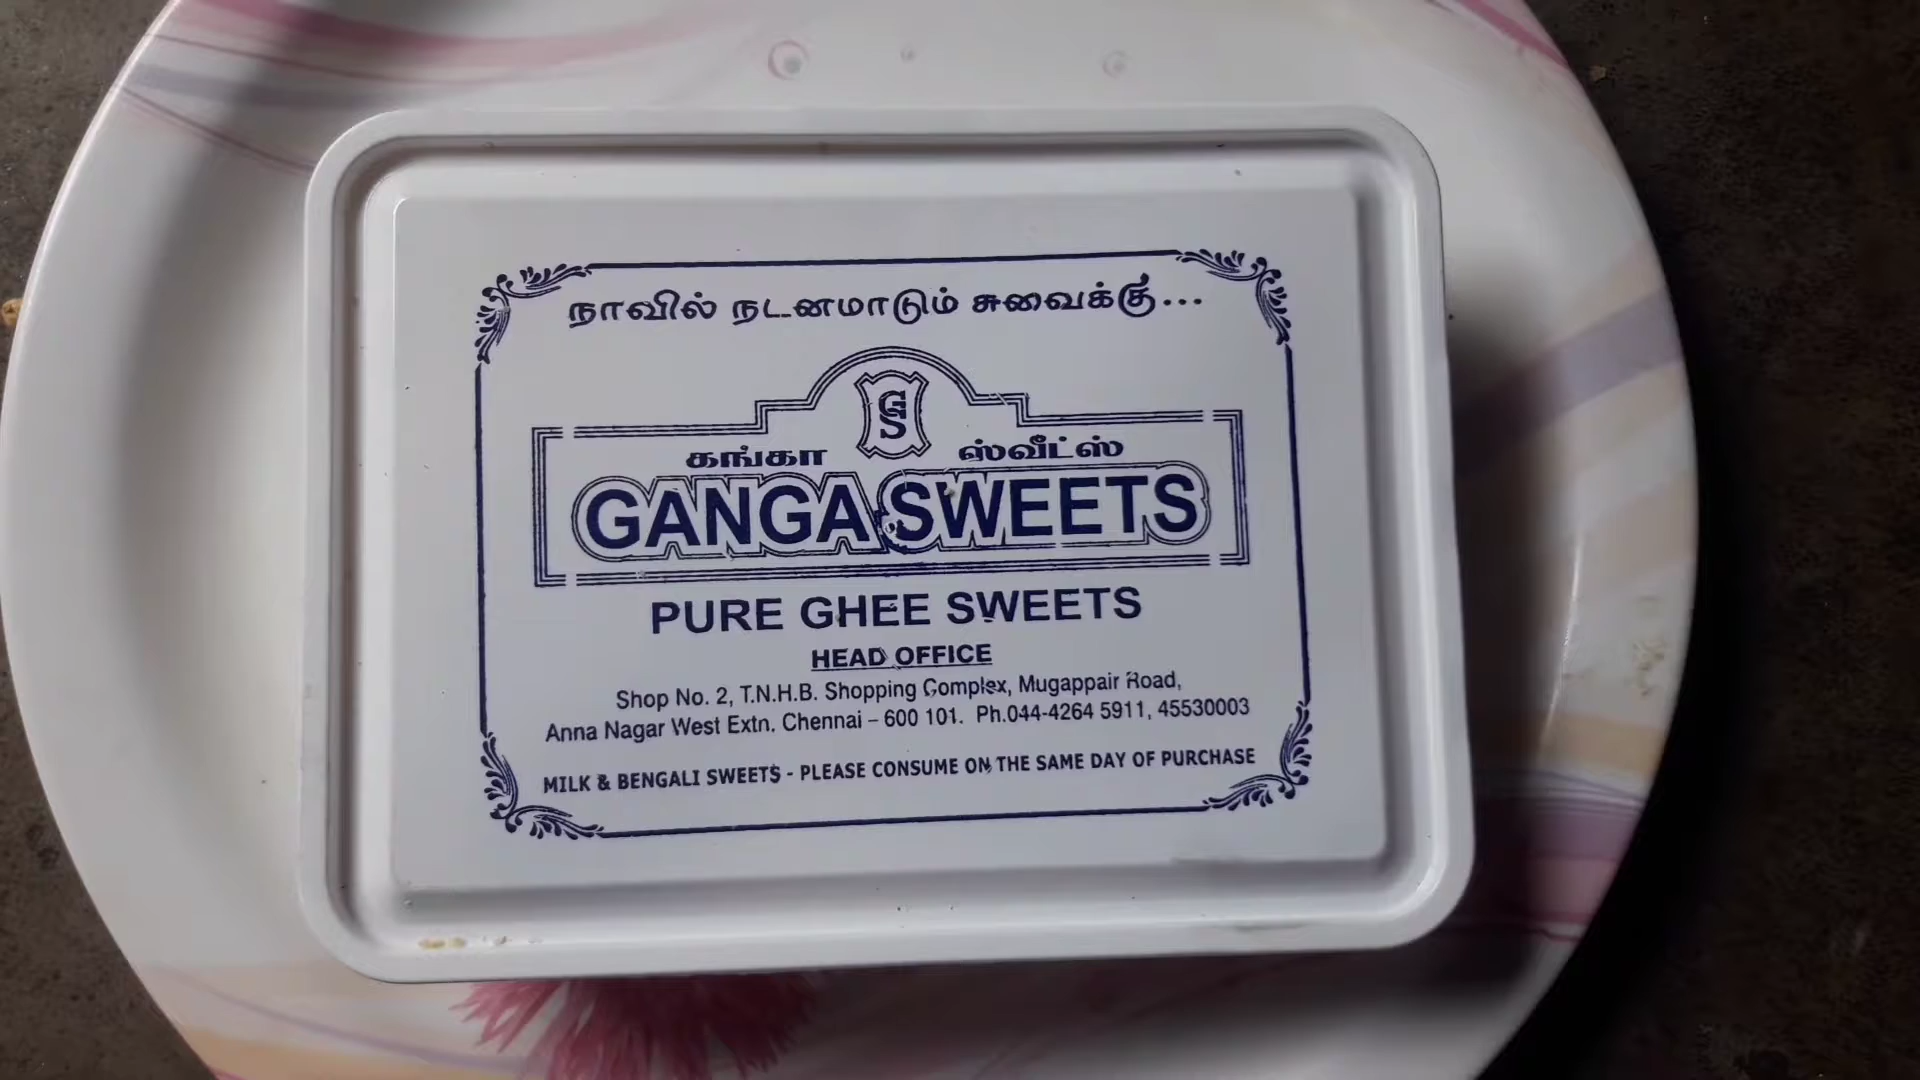 நாவில் நடனமாடும் சுவைக்கு...
GS
கங்கா ஸ்வீட்ஸ்
GANGA SWEETS
PURE GHEE SWEETS
HEAD OFFICE
Shop No. 2, T.N.H.B. Shopping Complex, Mugappair Road,
Anna Nagar West Extn. Chennai – 600 101. Ph.044-4264 5911, 45530003
MILK & BENGALI SWEETS - PLEASE CONSUME ON THE SAME DAY OF PURCHASE